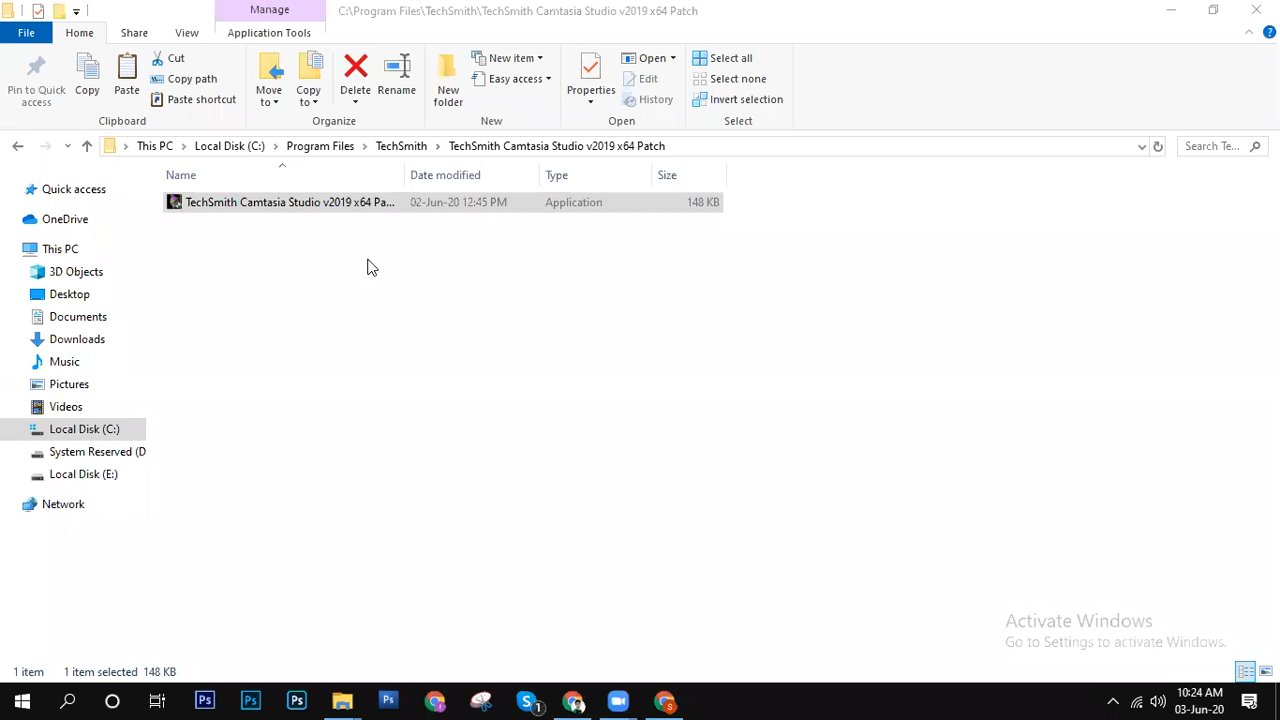 Manage
C:\Program Files\TechSmith\TechSmith Camtasia Studio v2019 x64 Patch
File
Home
Share
View
Application Tools
Pin to Quick access
Copy
Paste
Cut
Copy path
Paste shortcut
Clipboard
Move to
Copy to
Delete
Rename
Organize
New folder
New item
Easy access
New
Properties
Open
Edit
History
Open
Select all
Select none
Invert selection
Select
This PC > Local Disk (C:) > Program Files > TechSmith > TechSmith Camtasia Studio v2019 x64 Patch
Search Te...
Name Date modified Type Size
TechSmith Camtasia Studio v2019 x64 Pa... 02-Jun-20 12:45 PM Application 148 KB
Quick access
OneDrive
This PC
3D Objects
Desktop
Documents
Downloads
Music
Pictures
Videos
Local Disk (C:)
System Reserved (D
Local Disk (E:)
Network
Activate Windows
Go to Settings to activate Windows.
1 item 1 item selected 148 KB
Ps Ps Ps Ps S 1 S
10:24 AM
03-Jun-20